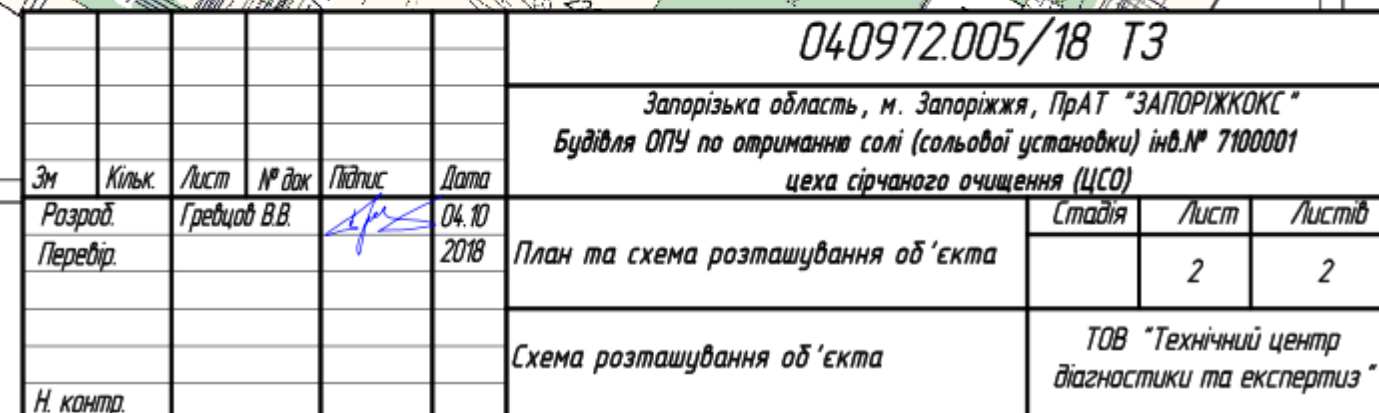 040972.005/18 ТЗ
Запорізька область, м. Запоріжжя, ПрАТ "ЗАПОРІЖКОКС"
Будівля ОПУ по отриманню солі (сольової установки) інв.№ 7100001
цеха сірчаного очищення (ЦСО)
Зм Кільк. Лист № док Підпис Дата
Розроб. Гревцов В.В. 04.10
Перевір. 2018
План та схема розташування об'єкта
Стадія Лист Листів
2 2
Схема розташування об'єкта
ТОВ "Технічний центр
діагностики та експертиз"
Н. контр.